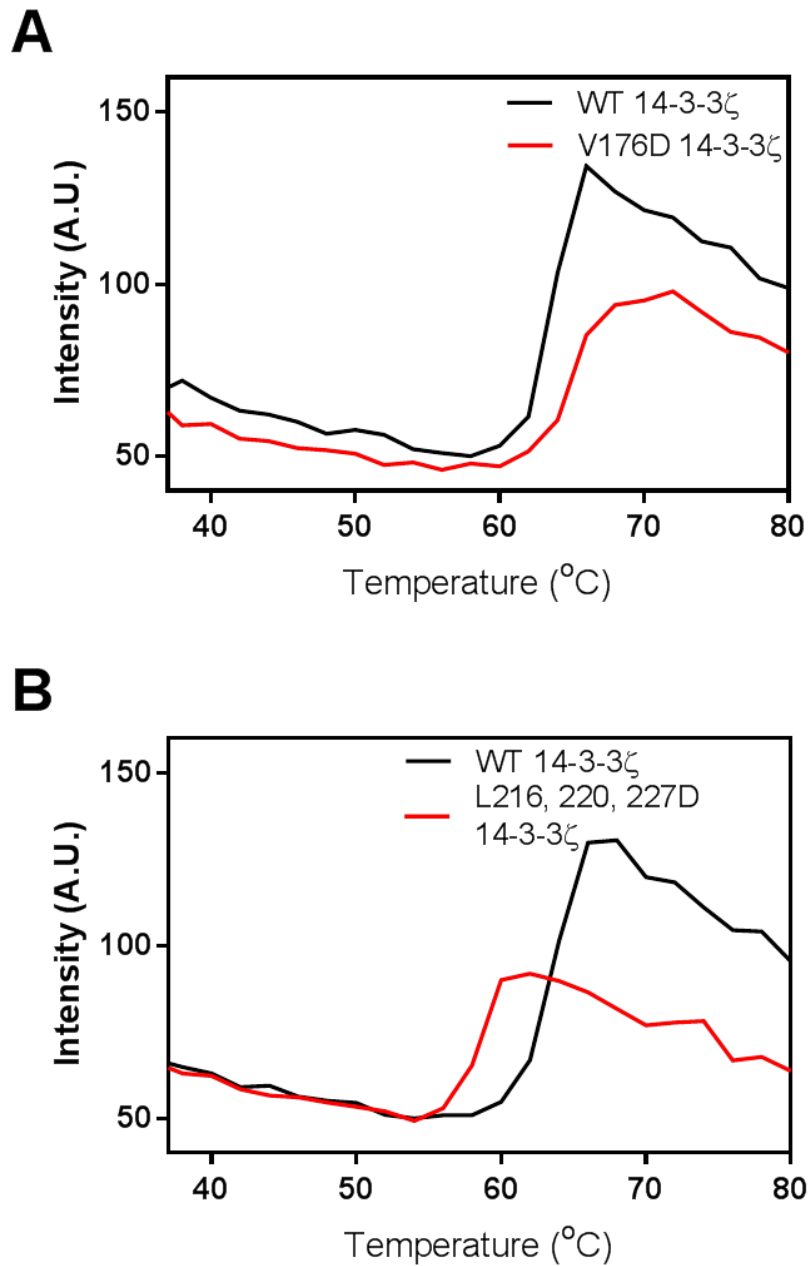 A
WT 14-3-3ζ
V176D 14-3-3ζ
150
100
50
Intensity (A.U.)
40 50 60 70 80
Temperature (°C)
B
WT 14-3-3ζ
L216, 220, 227D
14-3-3ζ
150
100
50
Intensity (A.U.)
40 50 60 70 80
Temperature (°C)